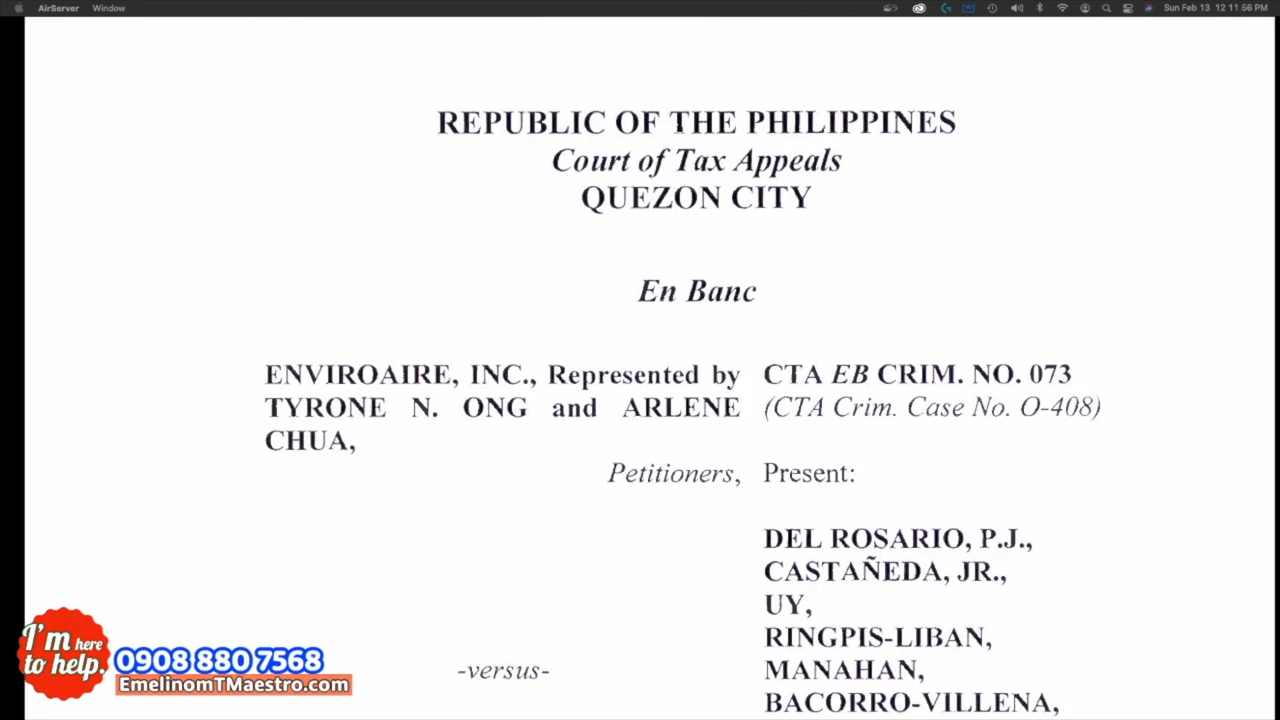 AirServer Window Sun Feb 13 12 11 56 PM
REPUBLIC OF THE PHILIPPINES
Court of Tax Appeals
QUEZON CITY
En Banc
ENVIROAIRE, INC., Represented by
TYRONE N. ONG and ARLENE
CHUA,
Petitioners,
-versus-
CTA EB CRIM. NO. 073
(CTA Crim. Case No. O-408)
Present:
DEL ROSARIO, P.J.,
CASTAÑEDA, JR.,
UY,
RINGPIS-LIBAN,
MANAHAN,
BACORRO-VILLENA,
I'm here
to help.
0908 880 7568
EmelinomTMaestro.com